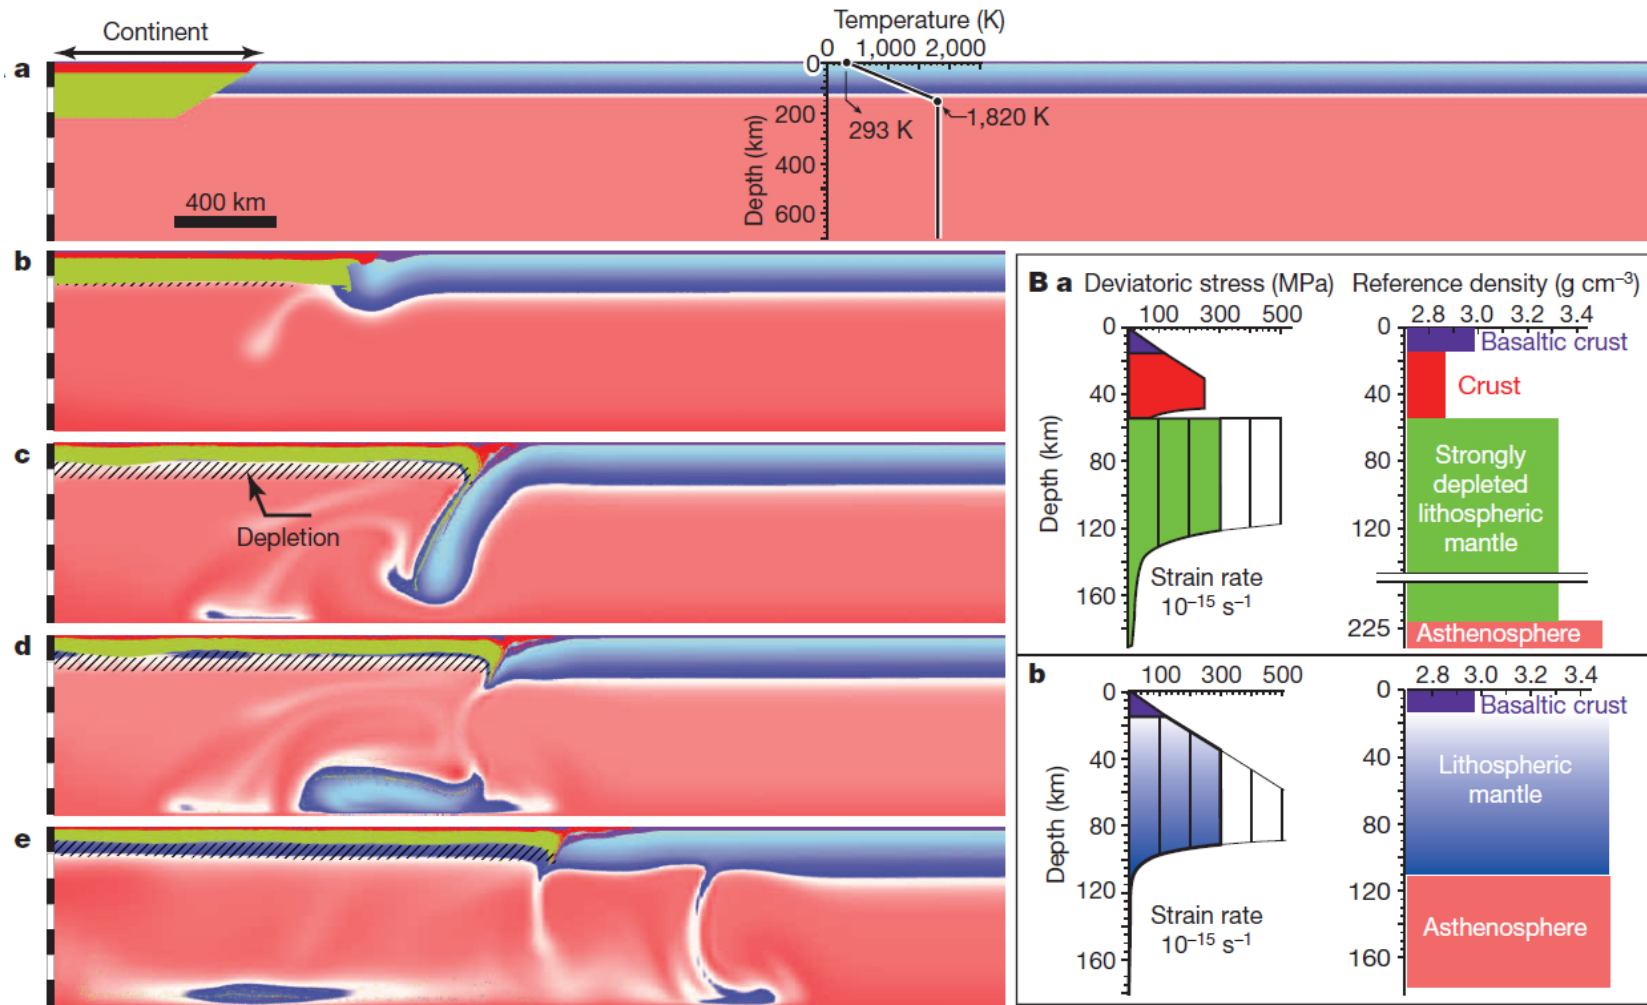 Continent
Temperature (K)
0 1,000 2,000
a
0
293 K
1,820 K
200
400
600
Depth (km)
400 km
b
c
Depletion
d
e
B a Deviatoric stress (MPa) Reference density (g cm–3)
100 300 500
2.8 3.0 3.2 3.4
0
40
80
120
160
Depth (km)
Strain rate
10–15 s–1
0
40
80
120
225
Basaltic crust
Crust
Strongly
depleted
lithospheric
mantle
Asthenosphere
b
100 300 500
2.8 3.0 3.2 3.4
0
40
80
120
160
Depth (km)
Strain rate
10–15 s–1
0
40
80
120
160
Basaltic crust
Lithospheric
mantle
Asthenosphere